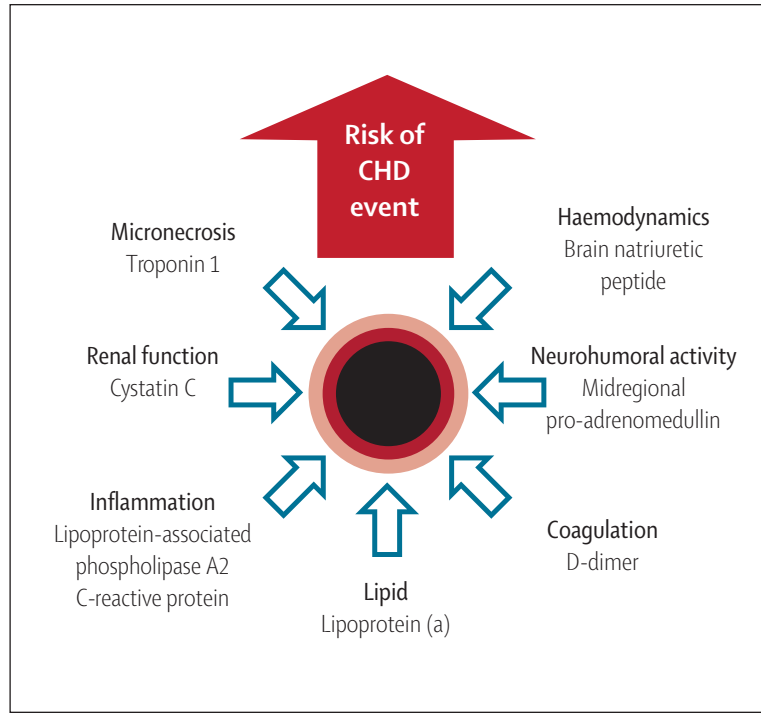 Risk of
CHD
event
Micronecrosis
Troponin 1
Haemodynamics
Brain natriuretic
peptide
Renal function
Cystatin C
Neurohumoral activity
Midregional
pro-adrenomedullin
Inflammation
Lipoprotein-associated
phospholipase A2
C-reactive protein
Lipid
Lipoprotein (a)
Coagulation
D-dimer